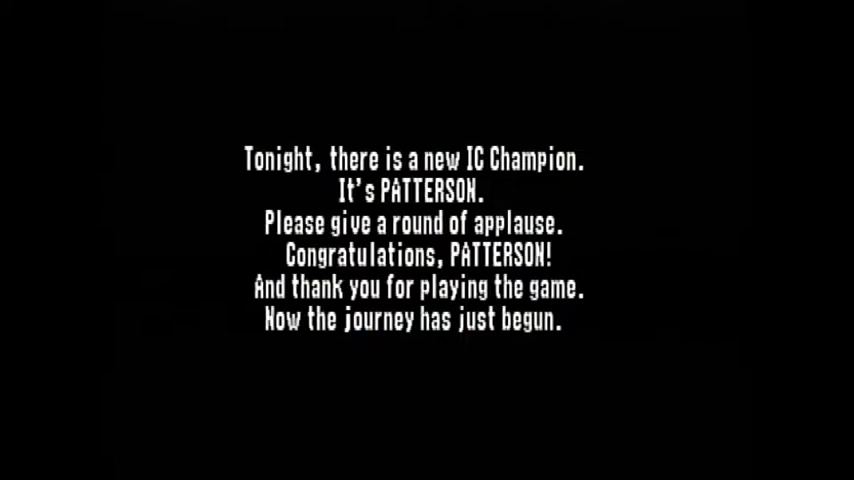 Tonight, there is a new IC Champion.
It's PATTERSON.
Please give a round of applause.
Congratulations, PATTERSON!
And thank you for playing the game.
Now the journey has just begun.